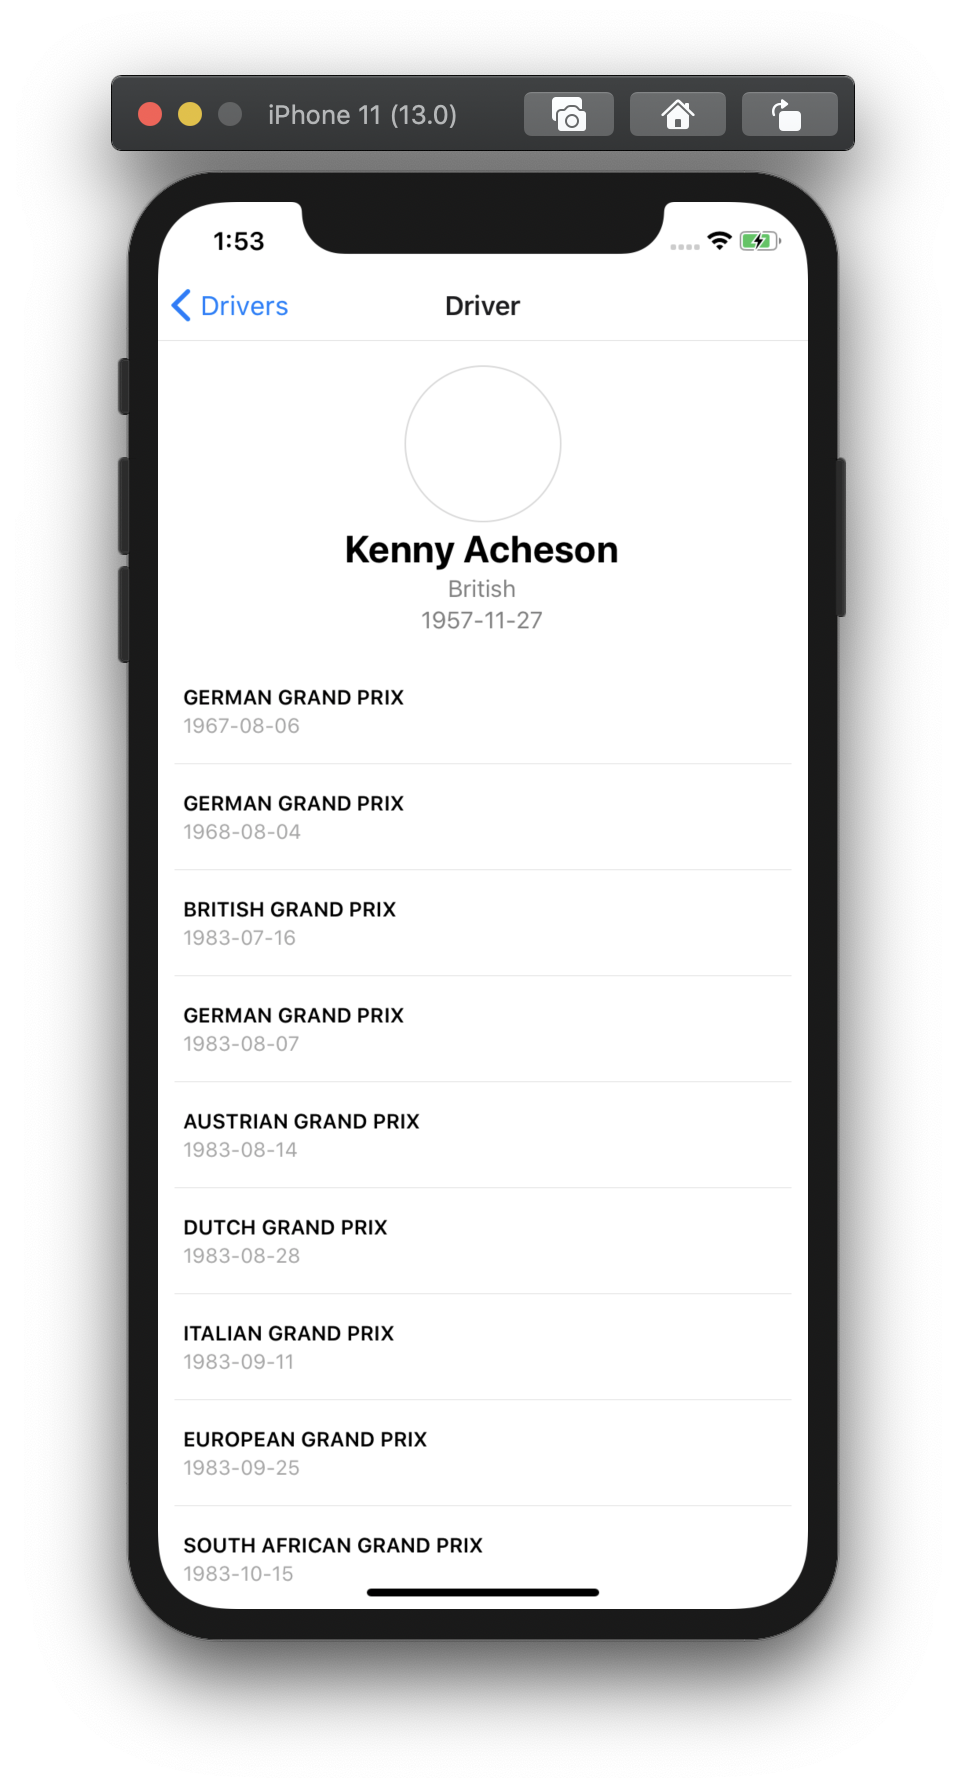 iPhone 11 (13.0)
1:53
Drivers
Driver
Kenny Acheson
British
1957-11-27
GERMAN GRAND PRIX
1967-08-06
GERMAN GRAND PRIX
1968-08-04
BRITISH GRAND PRIX
1983-07-16
GERMAN GRAND PRIX
1983-08-07
AUSTRIAN GRAND PRIX
1983-08-14
DUTCH GRAND PRIX
1983-08-28
ITALIAN GRAND PRIX
1983-09-11
EUROPEAN GRAND PRIX
1983-09-25
SOUTH AFRICAN GRAND PRIX
1983-10-15